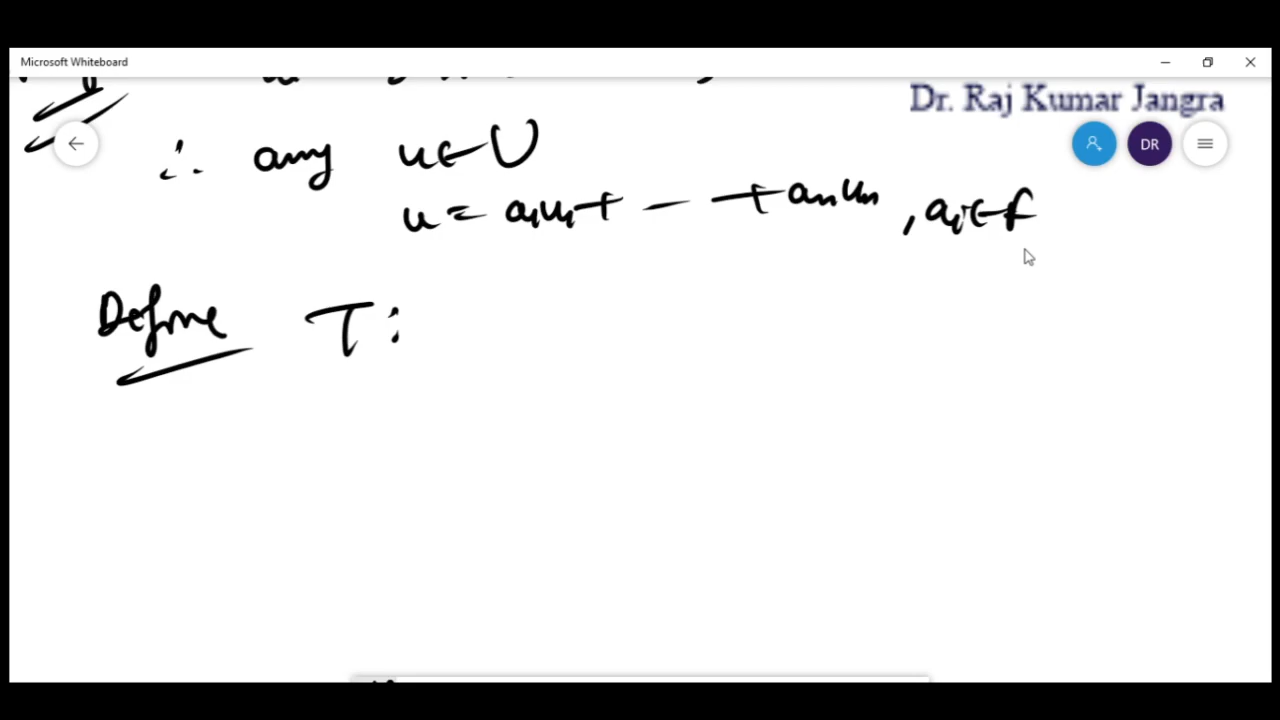 Microsoft Whiteboard
Dr. Raj Kumar Jangra
DR
∴ any u ∈ U
u = a₁u₁ + - - + aₙuₙ , aᵢ ∈ F
Define T :